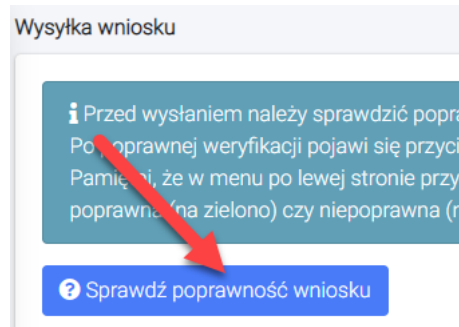 Wysyłka wniosku
Przed wysłaniem należy sprawdzić
Po poprawnej weryfikacji pojawi się
Pamiętaj, że w menu po lewej stronie
poprawna (na zielono) czy niepoprawna
Sprawdź poprawność wniosku